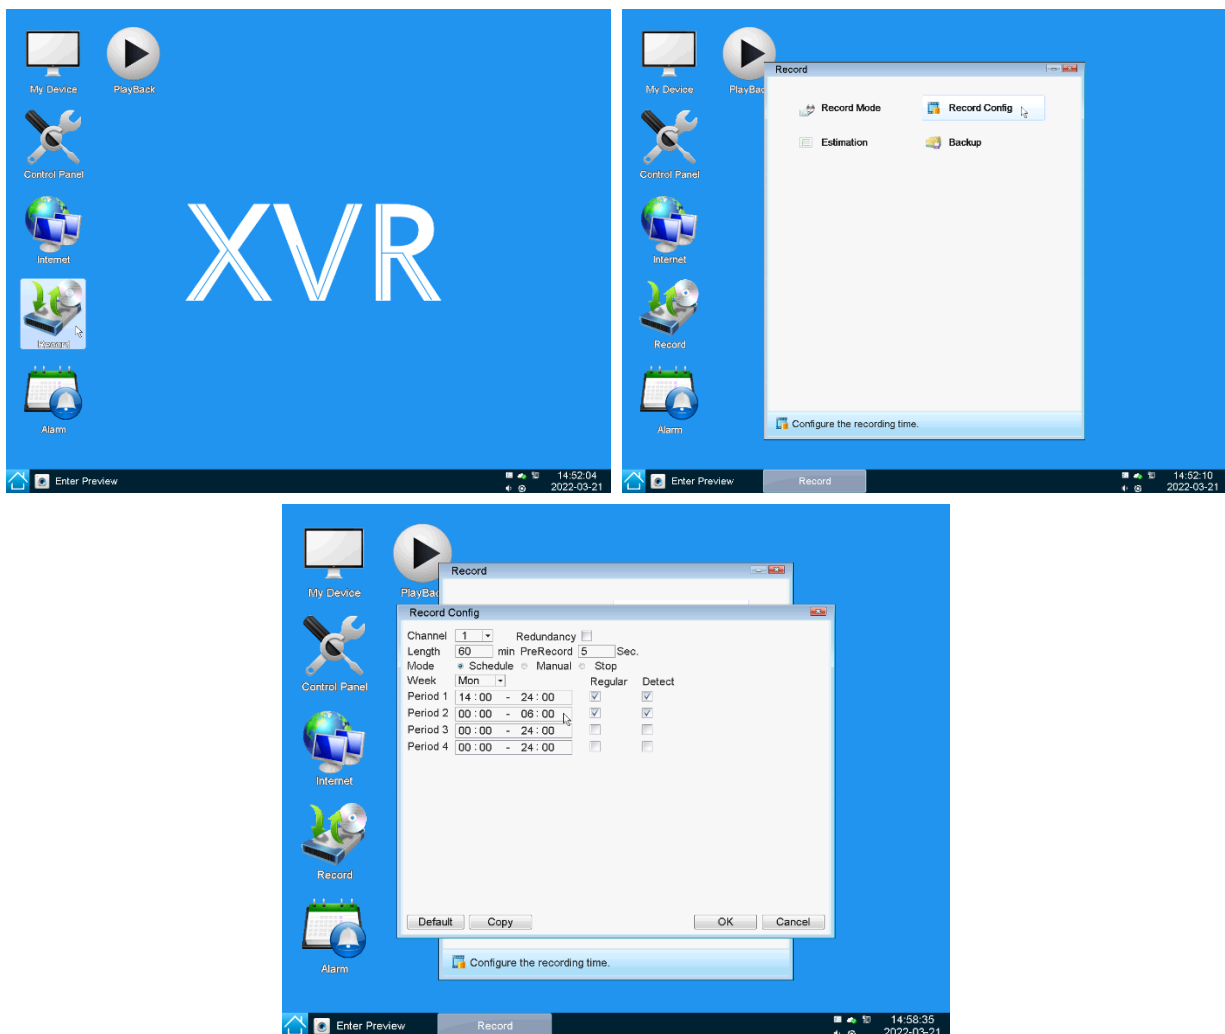 My Device
PlayBack
Control Panel
Internet
XVR
Record
Alarm
Enter Preview
14:52:04
2022-03-21
My Device
PlayBac
Control Panel
Internet
Record
Alarm
Record
Record Mode
Record Config
Estimation
Backup
Configure the recording time.
Enter Preview
Record
14:52:10
2022-03-21
My Device
PlayBac
Control Panel
Internet
Record
Alarm
Record
Record Config
Channel 1 Redundancy
Length 60 min PreRecord 5 Sec.
Mode Schedule Manual Stop
Week Mon Regular Detect
Period 1 14:00 - 24:00
Period 2 00:00 - 06:00
Period 3 00:00 - 24:00
Period 4 00:00 - 24:00
Default Copy OK Cancel
Configure the recording time.
Enter Preview
Record
14:58:35
2022-03-21